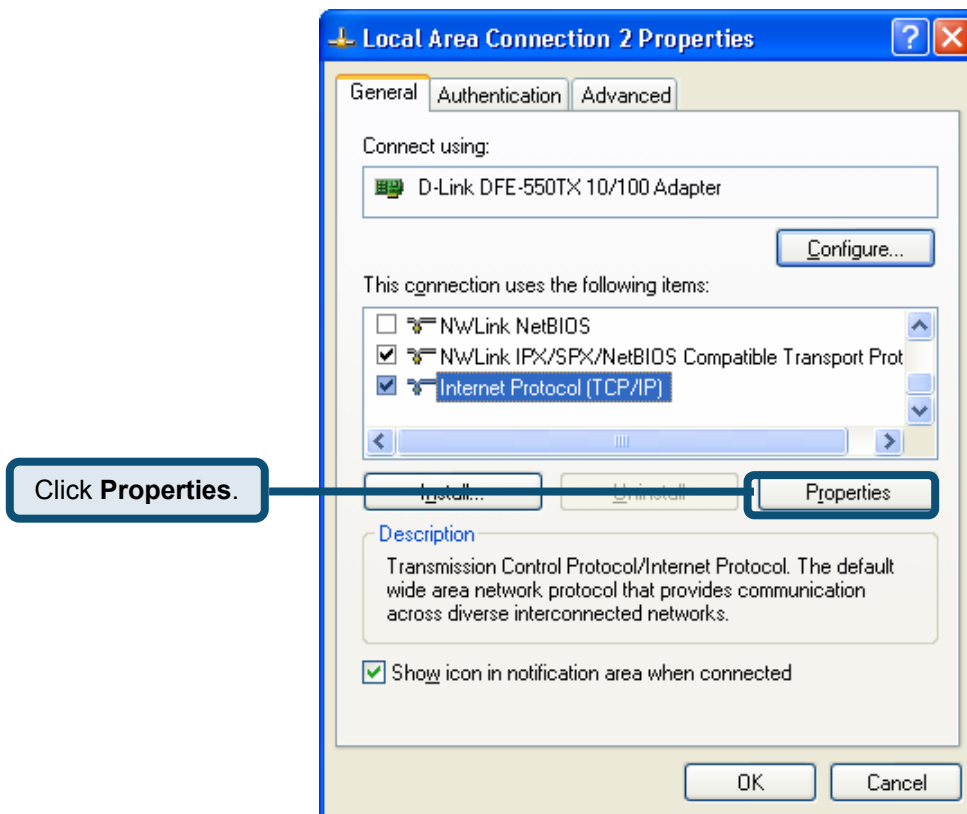 Local Area Connection 2 Properties
General Authentication Advanced
Connect using:
D-Link DFE-550TX 10/100 Adapter
Configure...
This connection uses the following items:
NWLink NetBIOS
NWLink IPX/SPX/NetBIOS Compatible Transport Prot
Internet Protocol (TCP/IP)
Click Properties.
Install... Uninstall Properties
Description
Transmission Control Protocol/Internet Protocol. The default
wide area network protocol that provides communication
across diverse interconnected networks.
Show icon in notification area when connected
OK Cancel